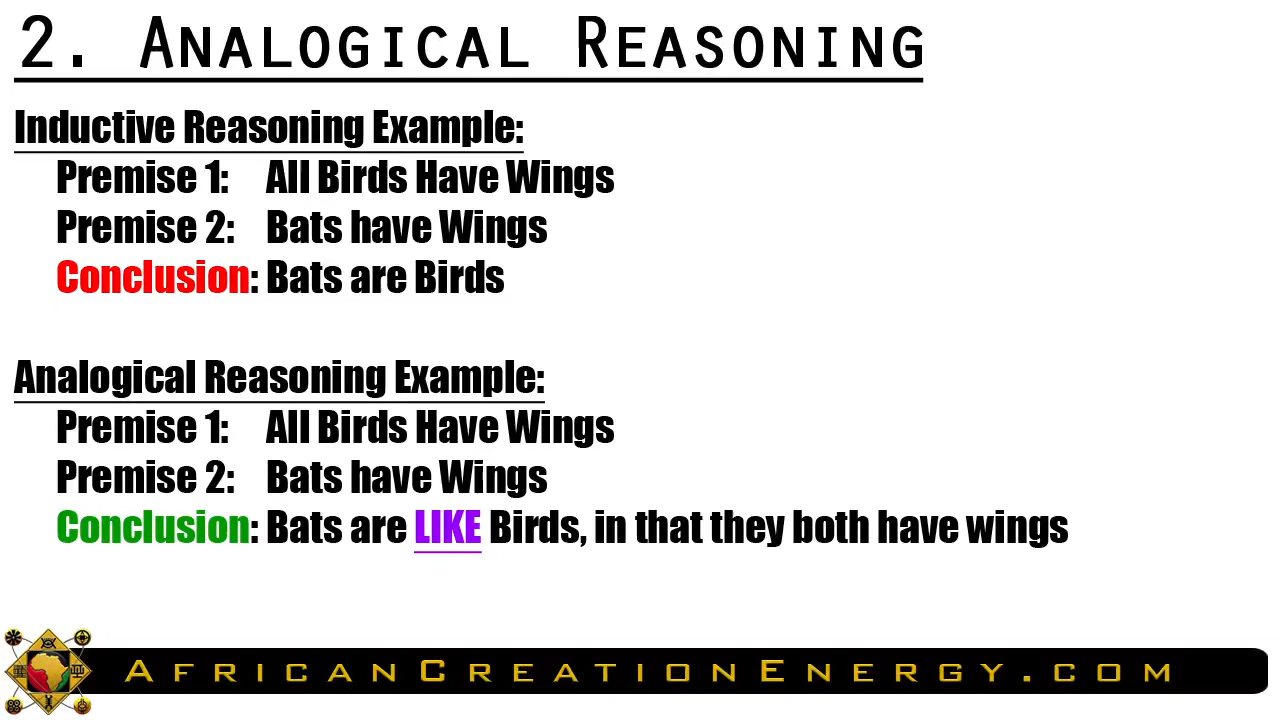 2. Analogical Reasoning
Inductive Reasoning Example:
Premise 1: All Birds Have Wings
Premise 2: Bats have Wings
Conclusion: Bats are Birds
Analogical Reasoning Example:
Premise 1: All Birds Have Wings
Premise 2: Bats have Wings
Conclusion: Bats are LIKE Birds, in that they both have wings
AfricanCreationEnergy.com